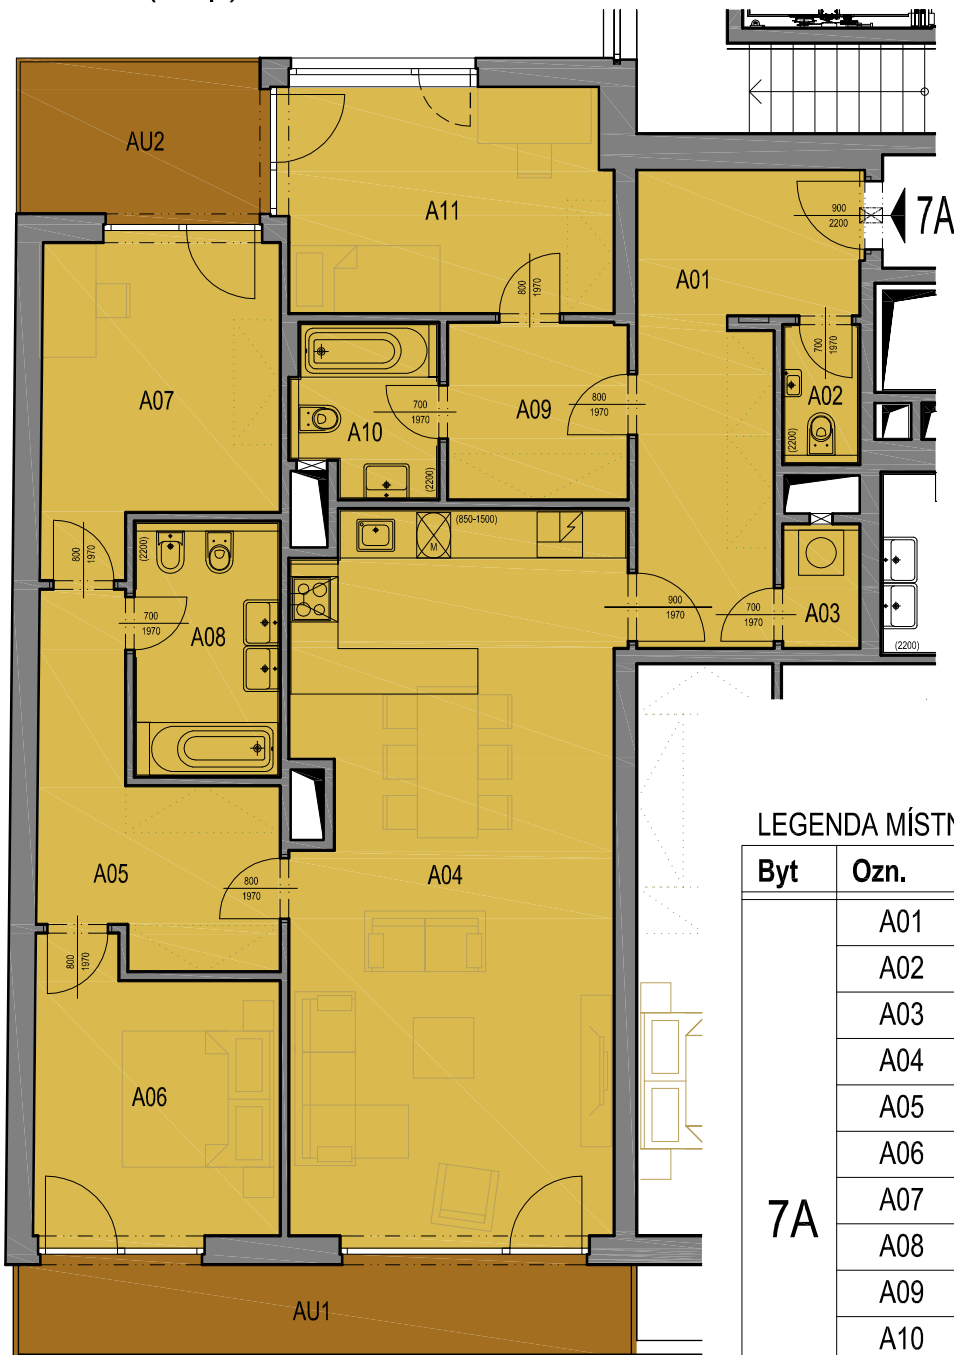 AU2
A11
7A
900
2200
A01
800
1970
700
1970
A07
A02
A09
A10
700
1970
800
1970
(2200)
(2200)
(850-1500)
M
(2200)
800
1970
700
1970
A08
900
1970
700
1970
A03
(2200)
LEGENDA MÍSTN
Byt Ozn.
A05
800
1970
A04
A01
A02
800
1970
A03
A04
A05
A06
A06
A07
7A
A08
A09
AU1
A10